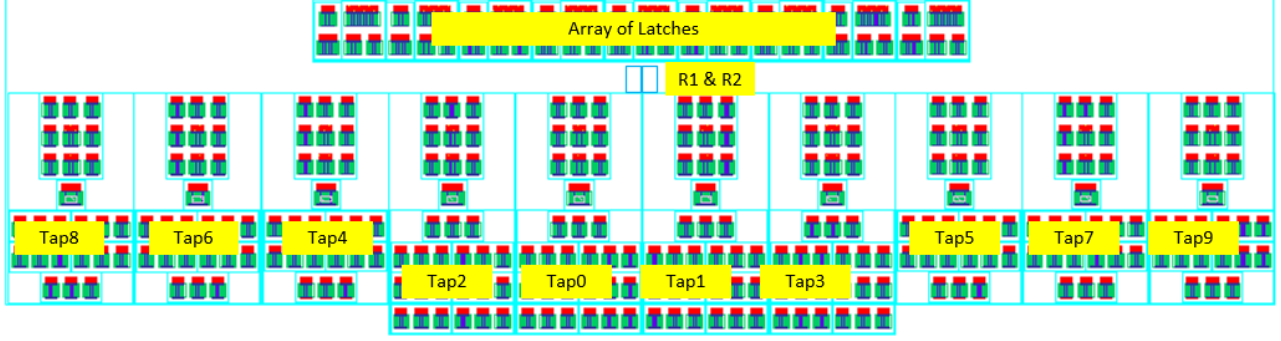 Array of Latches
R1 & R2
Tap8
Tap6
Tap4
Tap2
Tap0
Tap1
Tap3
Tap5
Tap7
Tap9